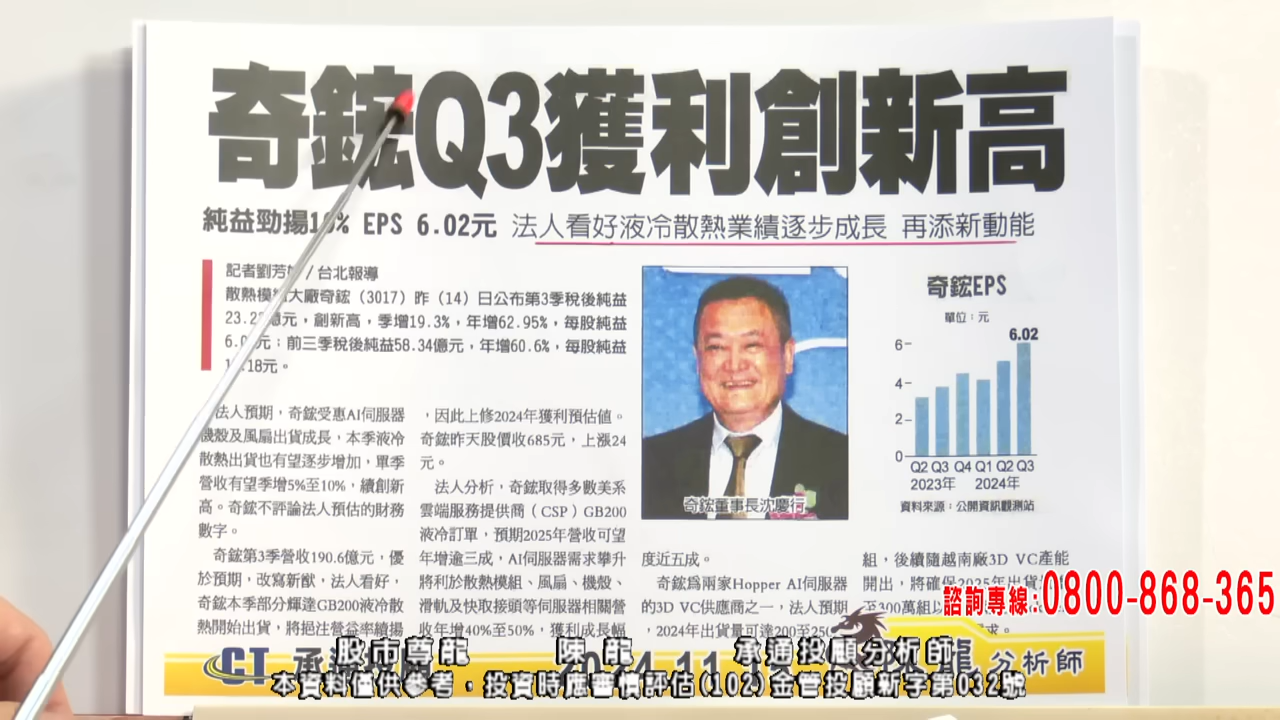 奇鋐Q3獲利創新高
純益勁揚1 % EPS 6.02元 法人看好液冷散熱業績逐步成長 再添新動能
記者劉芳 / 台北報導
散熱模 大廠奇鋐（3017）昨（14）日公布第3季稅後純益
23.2 億元，創新高，季增19.3%，年增62.95%，每股純益
6.0 元；前三季稅後純益58.34億元，年增60.6%，每股純益
1 .18元。
法人預期，奇鋐受惠AI伺服器
機殼及風扇出貨成長，本季液冷
散熱出貨也有望逐步增加，單季
營收有望季增5%至10%，續創新
高。奇鋐不評論法人預估的財務
數字。
奇鋐第3季營收190.6億元，優
於預期，改寫新猷，法人看好，
奇鋐本季部分輝達GB200液冷散
熱開始出貨，將挹注營益率續揚
，因此上修2024年獲利預估值。
奇鋐昨天股價收685元，上漲24
元。
法人分析，奇鋐取得多數美系
雲端服務提供商（CSP）GB200
液冷訂單，預期2025年營收可望
年增逾三成，AI伺服器需求攀升
將利於散熱模組、風扇、機殼、
滑軌及快取接頭等伺服器相關營
收年增40%至50%，獲利成長幅
奇鋐董事長沈慶行
度近五成。
奇鋐為兩家Hopper AI伺服器
的3D VC供應商之一，法人預期
，2024年出貨量可達200至250
奇鋐EPS
單位：元
6.02
6
4
2
0
Q2 Q3 Q4 Q1 Q2 Q3
2023年 2024年
資料來源：公開資訊觀測站
組，後續隨越南廠3D VC產能
開出，將確保2025年出貨
至300萬組以 求。
諮詢專線:0800-868-365
CT 承通投顧 2024.11.15 龍 分析師
股市尊龍 陳龍 承通投顧分析師
本資料僅供參考，投資時應審慎評估(102)金管投顧新字第032號